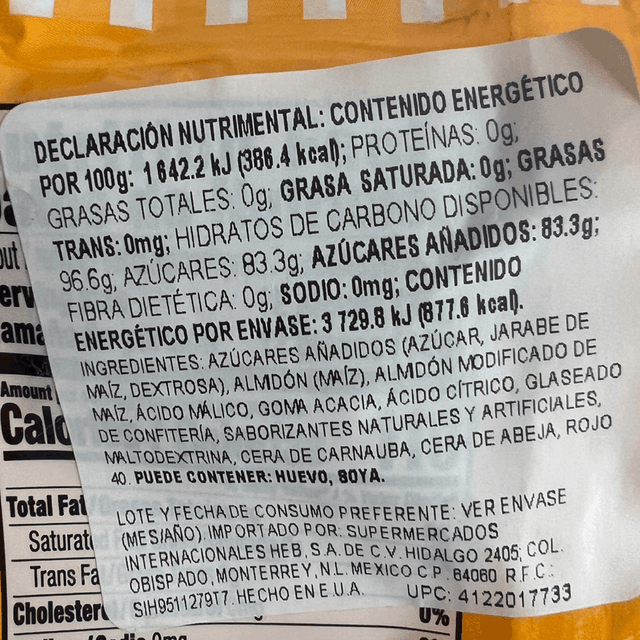 DECLARACIÓN NUTRIMENTAL: CONTENIDO ENERGÉTICO
POR 100g: 1 642.2 kJ (386.4 kcal); PROTEÍNAS: 0g;
GRASAS TOTALES: 0g; GRASA SATURADA: 0g; GRASAS
TRANS: 0mg; HIDRATOS DE CARBONO DISPONIBLES:
96.6g; AZÚCARES: 83.3g; AZÚCARES AÑADIDOS: 83.3g;
FIBRA DIETÉTICA: 0g; SODIO: 0mg; CONTENIDO
ENERGÉTICO POR ENVASE: 3 729.8 kJ (877.6 kcal).
INGREDIENTES: AZÚCARES AÑADIDOS (AZÚCAR, JARABE DE
MAÍZ, DEXTROSA), ALMIDÓN (MAÍZ), ALMIDÓN MODIFICADO DE
MAÍZ, ÁCIDO MÁLICO, GOMA ACACIA, ÁCIDO CÍTRICO, GLASEADO
DE CONFITERÍA, SABORIZANTES NATURALES Y ARTIFICIALES,
MALTODEXTRINA, CERA DE CARNAUBA, CERA DE ABEJA, ROJO
40. PUEDE CONTENER: HUEVO, SOYA.
LOTE Y FECHA DE CONSUMO PREFERENTE: VER ENVASE
(MES/AÑO). IMPORTADO POR: SUPERMERCADOS
INTERNACIONALES HEB, S.A. DE C.V. HIDALGO 2405; COL.
OBISPADO, MONTERREY, N.L. MEXICO C.P. 64060 R.F.C.:
SIH9511279T7. HECHO EN E.U.A. UPC: 4122017733
Amount
Total Fat
Trans Fa
Cholester
0%